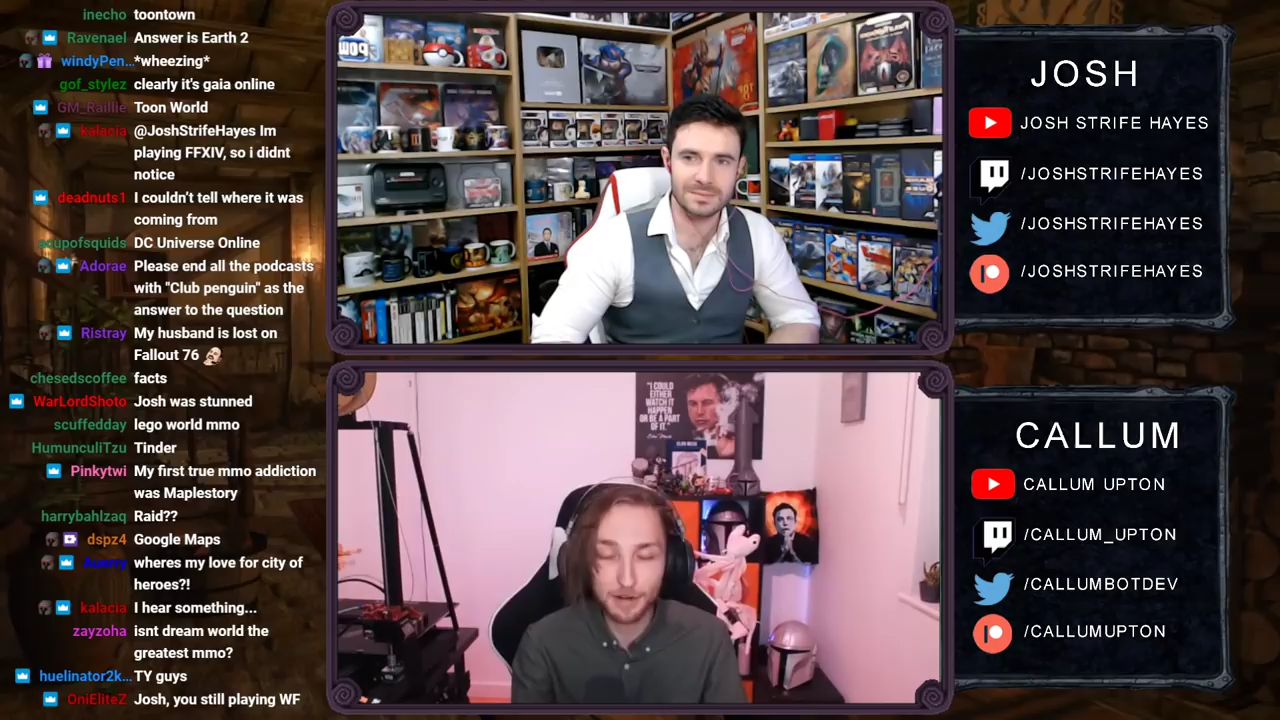 inecho toontown
Ravenael Answer is Earth 2
windyPen... *wheezing*
gof_stylez clearly it's gaia online
GM_Raillie Toon World
kalacia @JoshStrifeHayes Im
playing FFXIV, so i didnt
notice
deadnuts1 I couldn't tell where it was
coming from
soupofsquids DC Universe Online
Adorae Please end all the podcasts
with "Club penguin" as the
answer to the question
Ristray My husband is lost on
Fallout 76
chesedscoffee facts
WarLordShoto Josh was stunned
scuffedday lego world mmo
HumunculiTzu Tinder
Pinkytwi My first true mmo addiction
was Maplestory
harrybahlzaq Raid??
dspz4 Google Maps
wheres my love for city of
heroes?!
kalacia I hear something...
zayzoha isnt dream world the
greatest mmo?
huelinator2k... TY guys
OniEliteZ Josh, you still playing WF
JOSH
JOSH STRIFE HAYES
/JOSHSTRIFEHAYES
/JOSHSTRIFEHAYES
/JOSHSTRIFEHAYES
"I COULD
EITHER
WATCH IT
HAPPEN
OR BE A PART
OF IT."
CALLUM
CALLUM UPTON
/CALLUM_UPTON
/CALLUMBOTDEV
/CALLUMUPTON